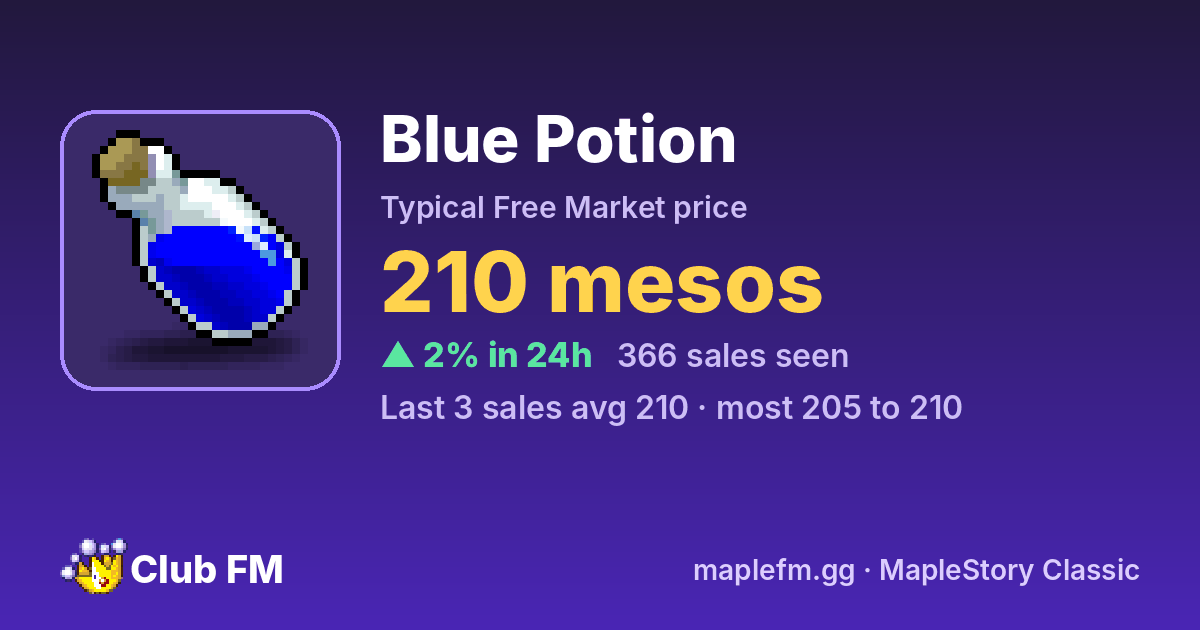 Blue Potion
Typical Free Market price
210 mesos
▲ 2% in 24h 366 sales seen
Last 3 sales avg 210 · most 205 to 210
Club FM
maplefm.gg · MapleStory Classic